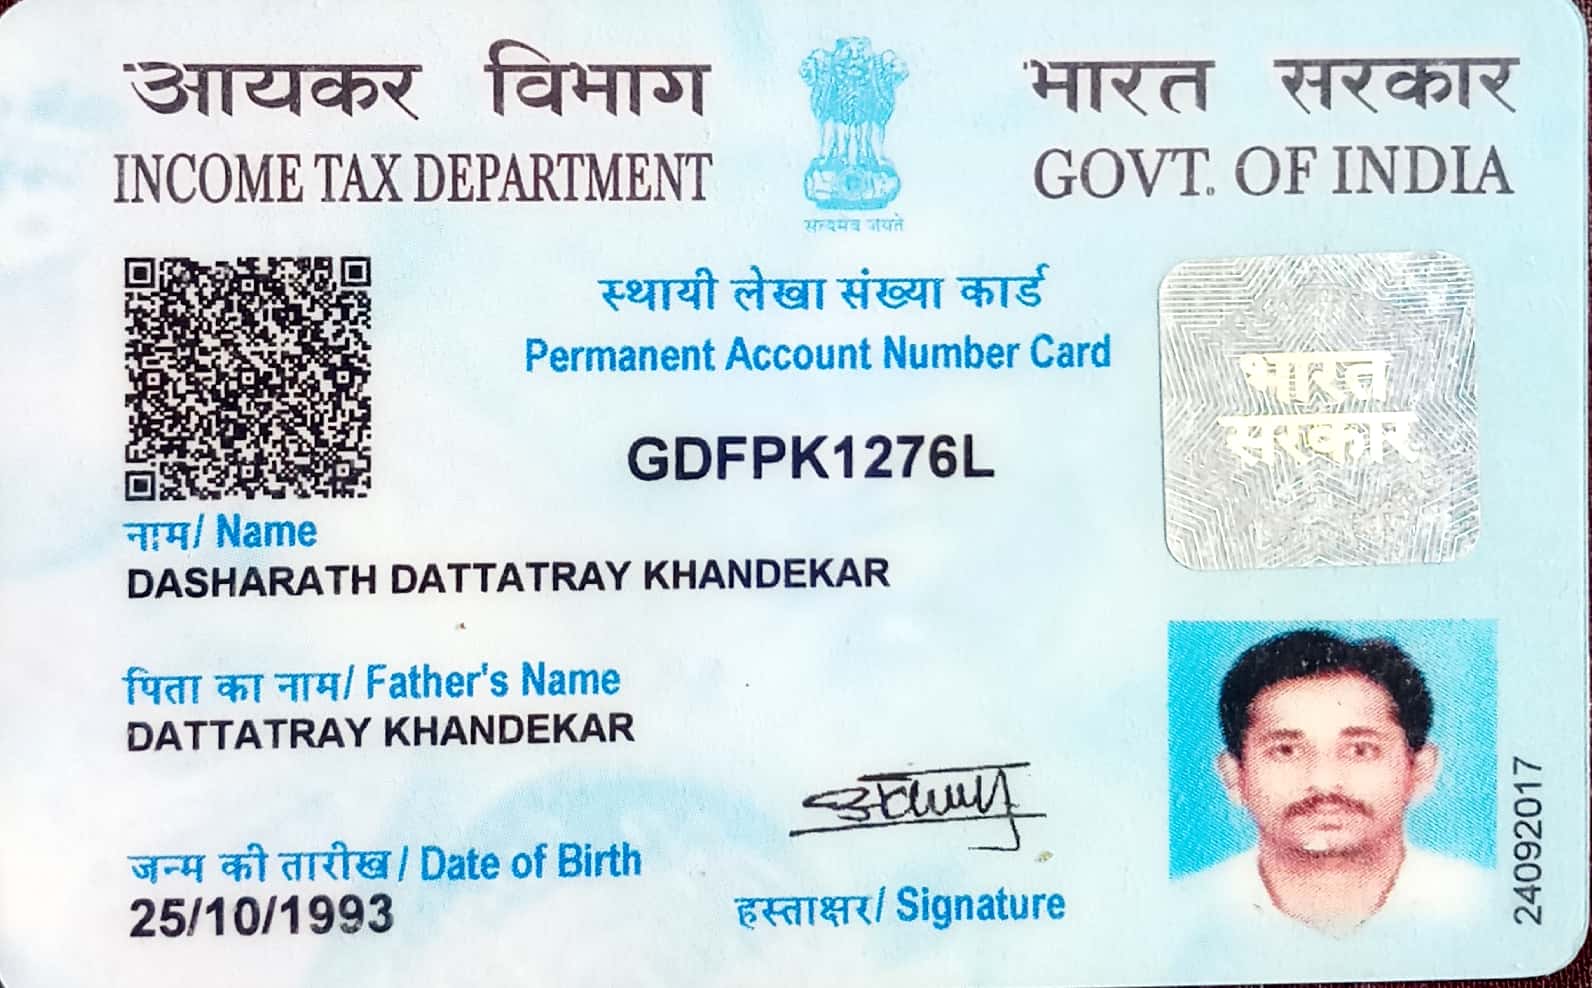 आयकर विभाग
INCOME TAX DEPARTMENT
सत्यमेव जयते
भारत सरकार
GOVT. OF INDIA
स्थायी लेखा संख्या कार्ड
Permanent Account Number Card
GDFPK1276L
भारत
सरकार
नाम/ Name
DASHARATH DATTATRAY KHANDEKAR
पिता का नाम/ Father's Name
DATTATRAY KHANDEKAR
जन्म की तारीख / Date of Birth
25/10/1993
हस्ताक्षर/ Signature
24092017